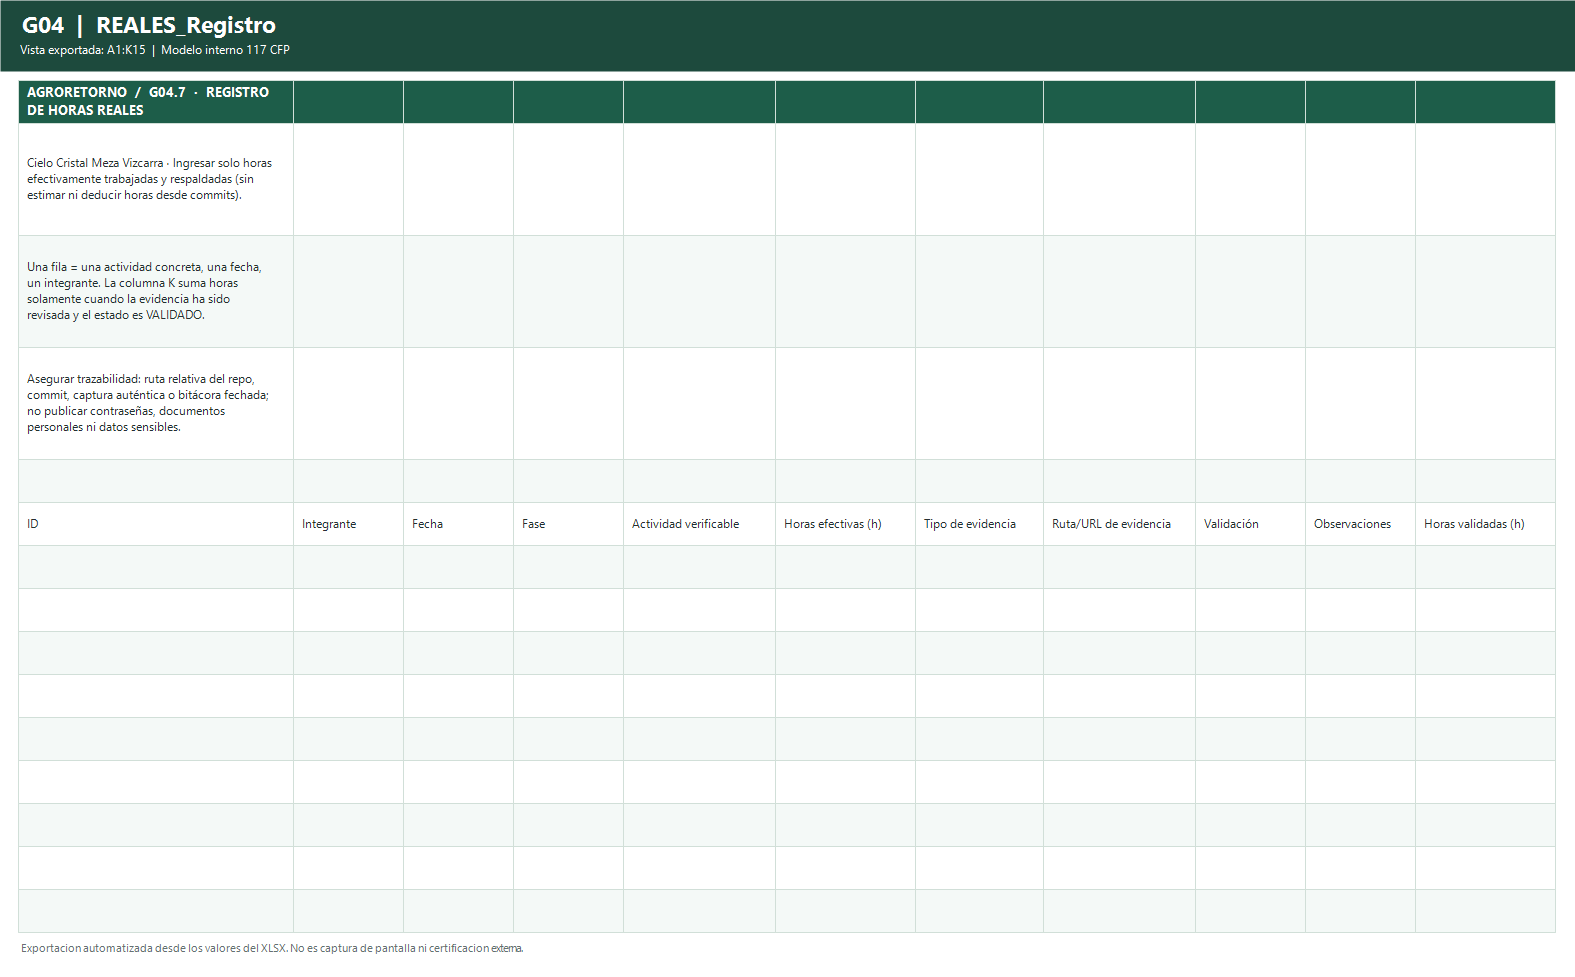 G04 | REALES_Registro
Vista exportada: A1:K15 | Modelo interno 117 CFP
AGRORETORNO / G04.7 · REGISTRO
DE HORAS REALES
Cielo Cristal Meza Vizcarra · Ingresar solo horas
efectivamente trabajadas y respaldadas (sin
estimar ni deducir horas desde commits).
Una fila = una actividad concreta, una fecha,
un integrante. La columna K suma horas
solamente cuando la evidencia ha sido
revisada y el estado es VALIDADO.
Asegurar trazabilidad: ruta relativa del repo,
commit, captura auténtica o bitácora fechada;
no publicar contraseñas, documentos
personales ni datos sensibles.
ID Integrante Fecha Fase Actividad verificable Horas efectivas (h) Tipo de evidencia Ruta/URL de evidencia Validación Observaciones Horas validadas (h)
Exportacion automatizada desde los valores del XLSX. No es captura de pantalla ni certificacion externa.